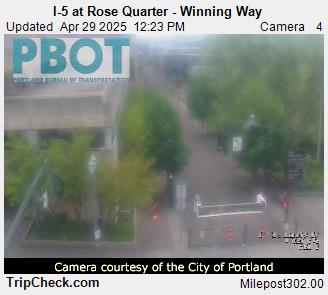 I-5 at Rose Quarter - Winning Way
Updated Apr 29 2025 12:23 PM Camera 4
PBOT
PORTLAND BUREAU OF TRANSPORTATION
Camera courtesy of the City of Portland
TripCheck.com Milepost302.00